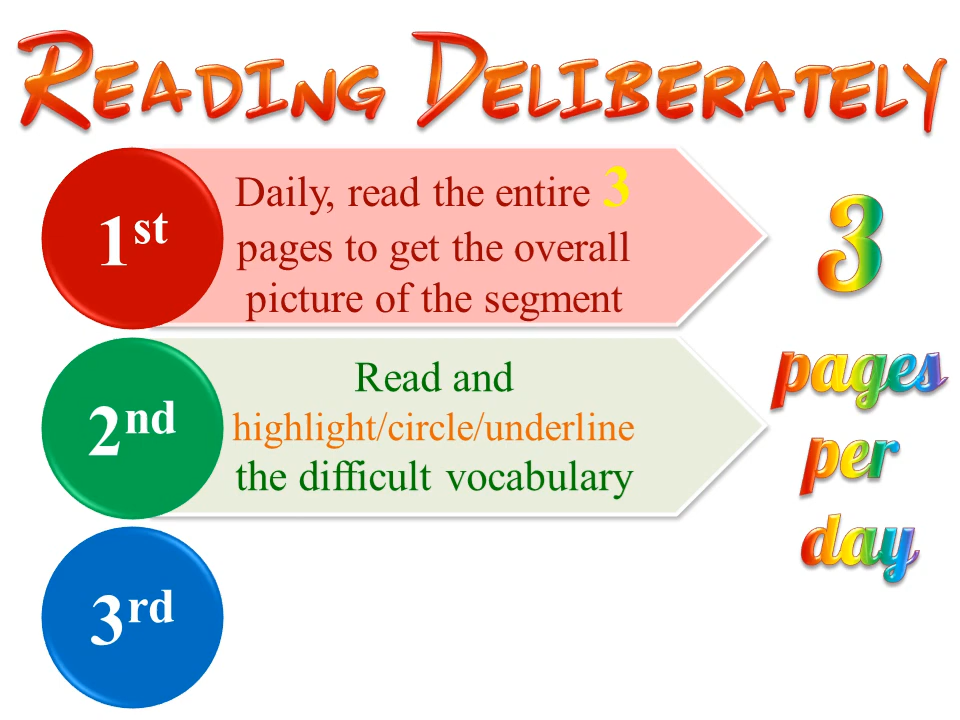 READING DELIBERATELY
1st
Daily, read the entire 3
pages to get the overall
picture of the segment
2nd
Read and
highlight/circle/underline
the difficult vocabulary
3rd
3
pages
per
day